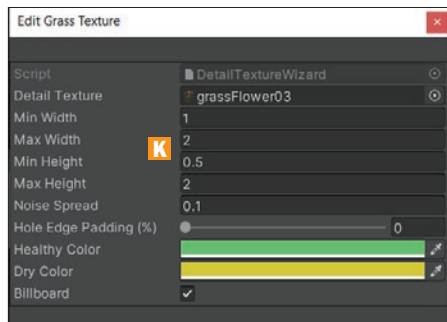 Edit Grass Texture
Script DetailTextureWizard
Detail Texture grassFlower03
Min Width 1
Max Width 2
K
Min Height 0.5
Max Height 2
Noise Spread 0.1
Hole Edge Padding (%) 0
Healthy Color
Dry Color
Billboard